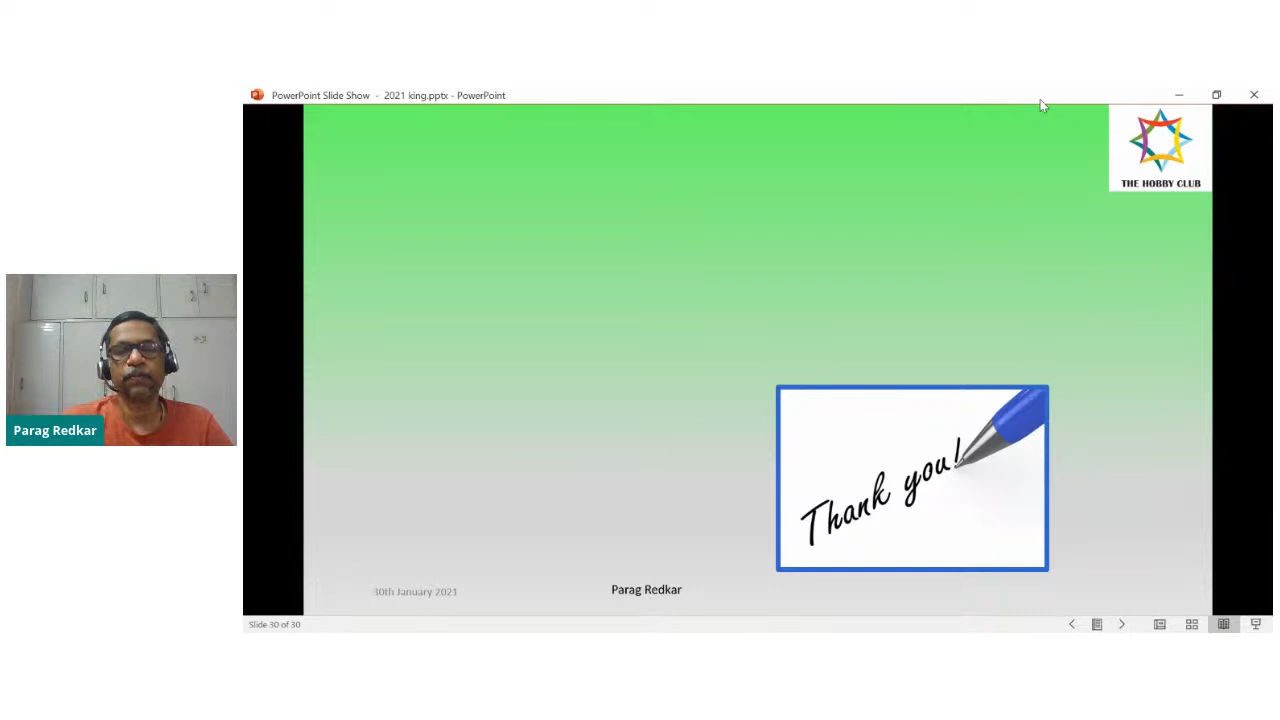 PowerPoint Slide Show - 2021 king.pptx - PowerPoint
THE HOBBY CLUB
Parag Redkar
Thank you!
30th January 2021
Parag Redkar
Slide 30 of 30